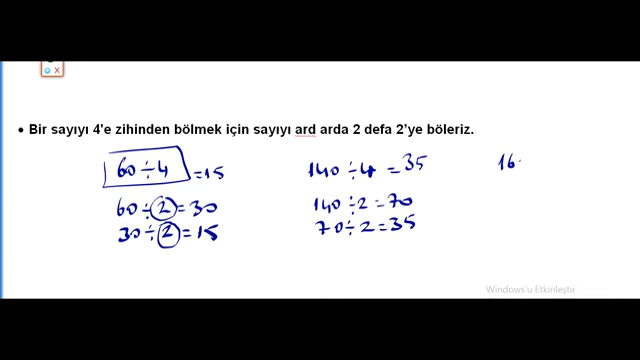 • Bir sayıyı 4'e zihinden bölmek için sayıyı ard arda 2 defa 2'ye böleriz.
60 ÷ 4 = 15
60 ÷ 2 = 30
30 ÷ 2 = 15
140 ÷ 4 = 35
140 ÷ 2 = 70
70 ÷ 2 = 35
16
Windows'u Etkinleştir